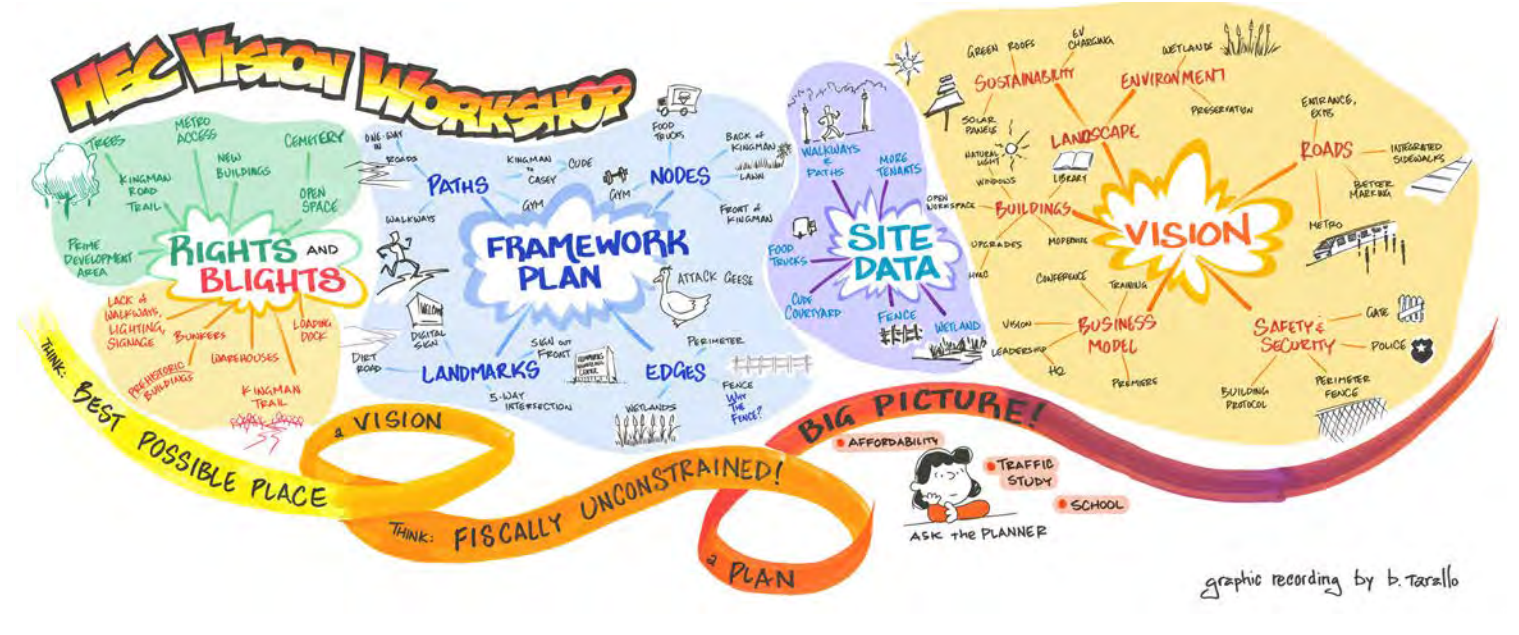 HEC VISION WORKSHOP
TREES
METRO
ACCESS
CEMETERY
NEW
BUILDINGS
KINGMAN
ROAD
TRAIL
OPEN
SPACE
PRIME
DEVELOPMENT
AREA
RIGHTS AND
BLIGHTS
LACK of
WALKWAYS,
LIGHTING,
SIGNAGE
BUNKERS
LOADING
DOCK
WAREHOUSES
PREHISTORIC
BUILDINGS
KINGMAN
TRAIL
ONE-WAY
IN
ROADS
PATHS
KINGMAN
to
CASEY
CUDE
GYM
WALKWAYS
FOOD
TRUCKS
BACK of
KINGMAN
LAWN
NODES
GYM
FRONT of
KINGMAN
FRAMEWORK
PLAN
ATTACK GEESE
WELCOME
DIGITAL
SIGN
DIRT
ROAD
LANDMARKS
SIGN OUT
FRONT
5-WAY
INTERSECTION
PERIMETER
EDGES
WETLANDS
FENCE
WHY
THE
FENCE?
WALKWAYS
&
PATHS
MORE
TENANTS
SITE
DATA
FOOD
TRUCKS
CUDE
COURTYARD
FENCE
WETLAND
GREEN ROOFS
EV
CHARGING
SUSTAINABILITY
SOLAR
PANELS
WETLANDS
ENVIRONMENT
PRESERVATION
LANDSCAPE
NATURAL
LIGHT
WINDOWS
LIBRARY
OPEN
WORKSPACE
BUILDINGS
UPGRADES
MODERNIZE
HVAC
ENTRANCE,
EXITS
ROADS
INTEGRATED
SIDEWALKS
BETTER
MARKING
METRO
VISION
CONFERENCE
TRAINING
VISION
BUSINESS
MODEL
LEADERSHIP
HQ
PREMIERE
SAFETY &
SECURITY
GATE
POLICE
BUILDING
PROTOCOL
PERIMETER
FENCE
THINK: BEST POSSIBLE PLACE
a VISION
THINK: FISCALLY UNCONSTRAINED!
a PLAN
BIG PICTURE!
AFFORDABILITY
TRAFFIC
STUDY
SCHOOL
ASK the PLANNER
graphic recording by b. Tarallo